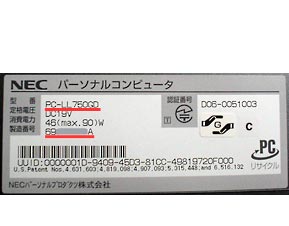 NEC パーソナルコンピュータ
型番 PC-LL750GD
定格電圧 DC19V
消費電力 46(max.90)W
製造番号 69 A
認証番号 D06-0051003
G
C
PC
リサイクル
UUID:0000001D-9409-45D3-81CC-49819720F000
U.S.Patent Nos.4,631,603;4,819,098;4,907,093;5,315,448;and 6,516,132
NECパーソナルプロダクツ株式会社